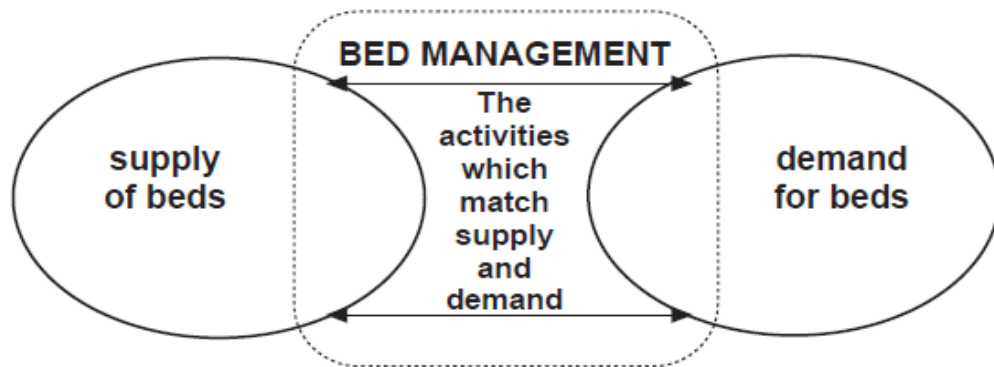 BED MANAGEMENT
The
activities
which
match
supply
and
demand
supply
of beds
demand
for beds